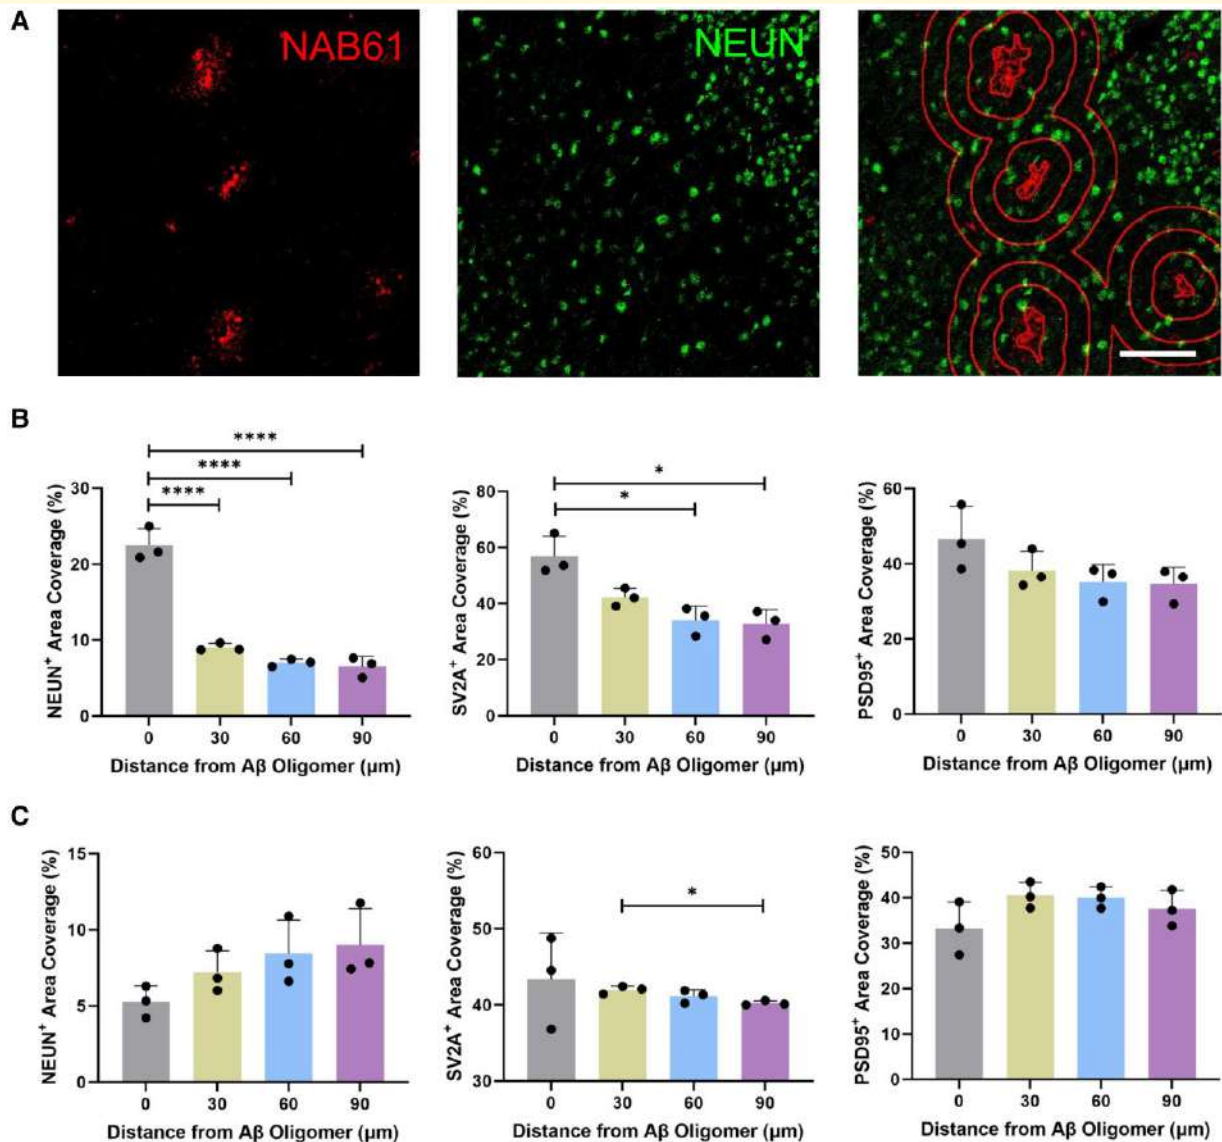 A
NAB61
NEUN
B
****
****
****
NEUN⁺ Area Coverage (%)
30
20
10
0
0 30 60 90
Distance from Aβ Oligomer (µm)
*
*
SV2A⁺ Area Coverage (%)
80
60
40
20
0
0 30 60 90
Distance from Aβ Oligomer (µm)
PSD95⁺ Area Coverage (%)
60
40
20
0
0 30 60 90
Distance from Aβ Oligomer (µm)
C
NEUN⁺ Area Coverage (%)
15
10
5
0
0 30 60 90
Distance from Aβ Oligomer (µm)
*
SV2A⁺ Area Coverage (%)
60
50
40
30
0 30 60 90
Distance from Aβ Oligomer (µm)
PSD95⁺ Area Coverage (%)
50
40
30
20
10
0
0 30 60 90
Distance from Aβ Oligomer (µm)